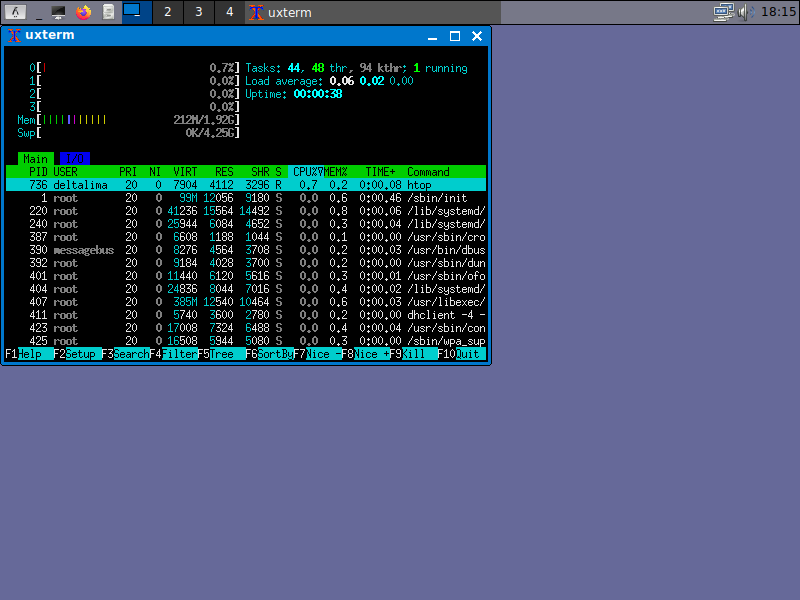 2 3 4 uxterm 18:15
uxterm
0[| 0.7%] Tasks: 44, 48 thr, 94 kthr; 1 running
1[ 0.0%] Load average: 0.06 0.02 0.00
2[ 0.0%] Uptime: 00:00:38
3[ 0.0%]
Mem[||||||||||| 212M/1.92G]
Swp[ 0K/4.25G]
Main I/O
PID USER PRI NI VIRT RES SHR S CPU%▽MEM% TIME+ Command
736 deltalima 20 0 7904 4112 3296 R 0.7 0.2 0:00.08 htop
1 root 20 0 99M 12056 9180 S 0.0 0.6 0:00.46 /sbin/init
220 root 20 0 41236 15564 14492 S 0.0 0.8 0:00.06 /lib/systemd/
240 root 20 0 25944 6084 4652 S 0.0 0.3 0:00.04 /lib/systemd/
387 root 20 0 6608 1188 1044 S 0.0 0.1 0:00.00 /usr/sbin/cro
390 messagebus 20 0 8276 4564 3708 S 0.0 0.2 0:00.03 /usr/bin/dbus
392 root 20 0 9184 4028 3700 S 0.0 0.2 0:00.00 /usr/sbin/dun
401 root 20 0 11440 6120 5616 S 0.0 0.3 0:00.01 /usr/sbin/ofo
404 root 20 0 24836 8044 7016 S 0.0 0.4 0:00.02 /lib/systemd/
407 root 20 0 385M 12540 10464 S 0.0 0.6 0:00.03 /usr/libexec/
411 root 20 0 5740 3600 2780 S 0.0 0.2 0:00.00 dhclient -4 -
423 root 20 0 17008 7324 6488 S 0.0 0.4 0:00.04 /usr/sbin/con
425 root 20 0 16508 5944 5080 S 0.0 0.3 0:00.00 /sbin/wpa_sup
F1Help F2Setup F3SearchF4FilterF5Tree F6SortByF7Nice -F8Nice +F9Kill F10Quit